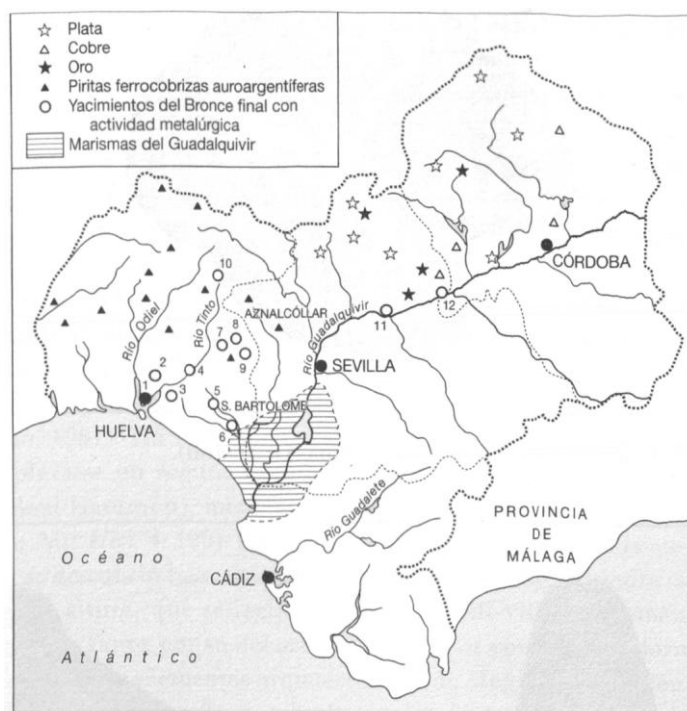 Plata
Cobre
Oro
Piritas ferrocobrizas auroargentíferas
Yacimientos del Bronce final con
actividad metalúrgica
Marismas del Guadalquivir
CÓRDOBA
10
12
11
AZNALCÓLLAR
Río Odiel
Río Tinto
Río Guadalquivir
8
7
9
SEVILLA
2
4
1
3
5
S. BARTOLOMÉ
HUELVA
6
Río Guadalete
PROVINCIA
DE
MÁLAGA
Océano
CÁDIZ
Atlántico